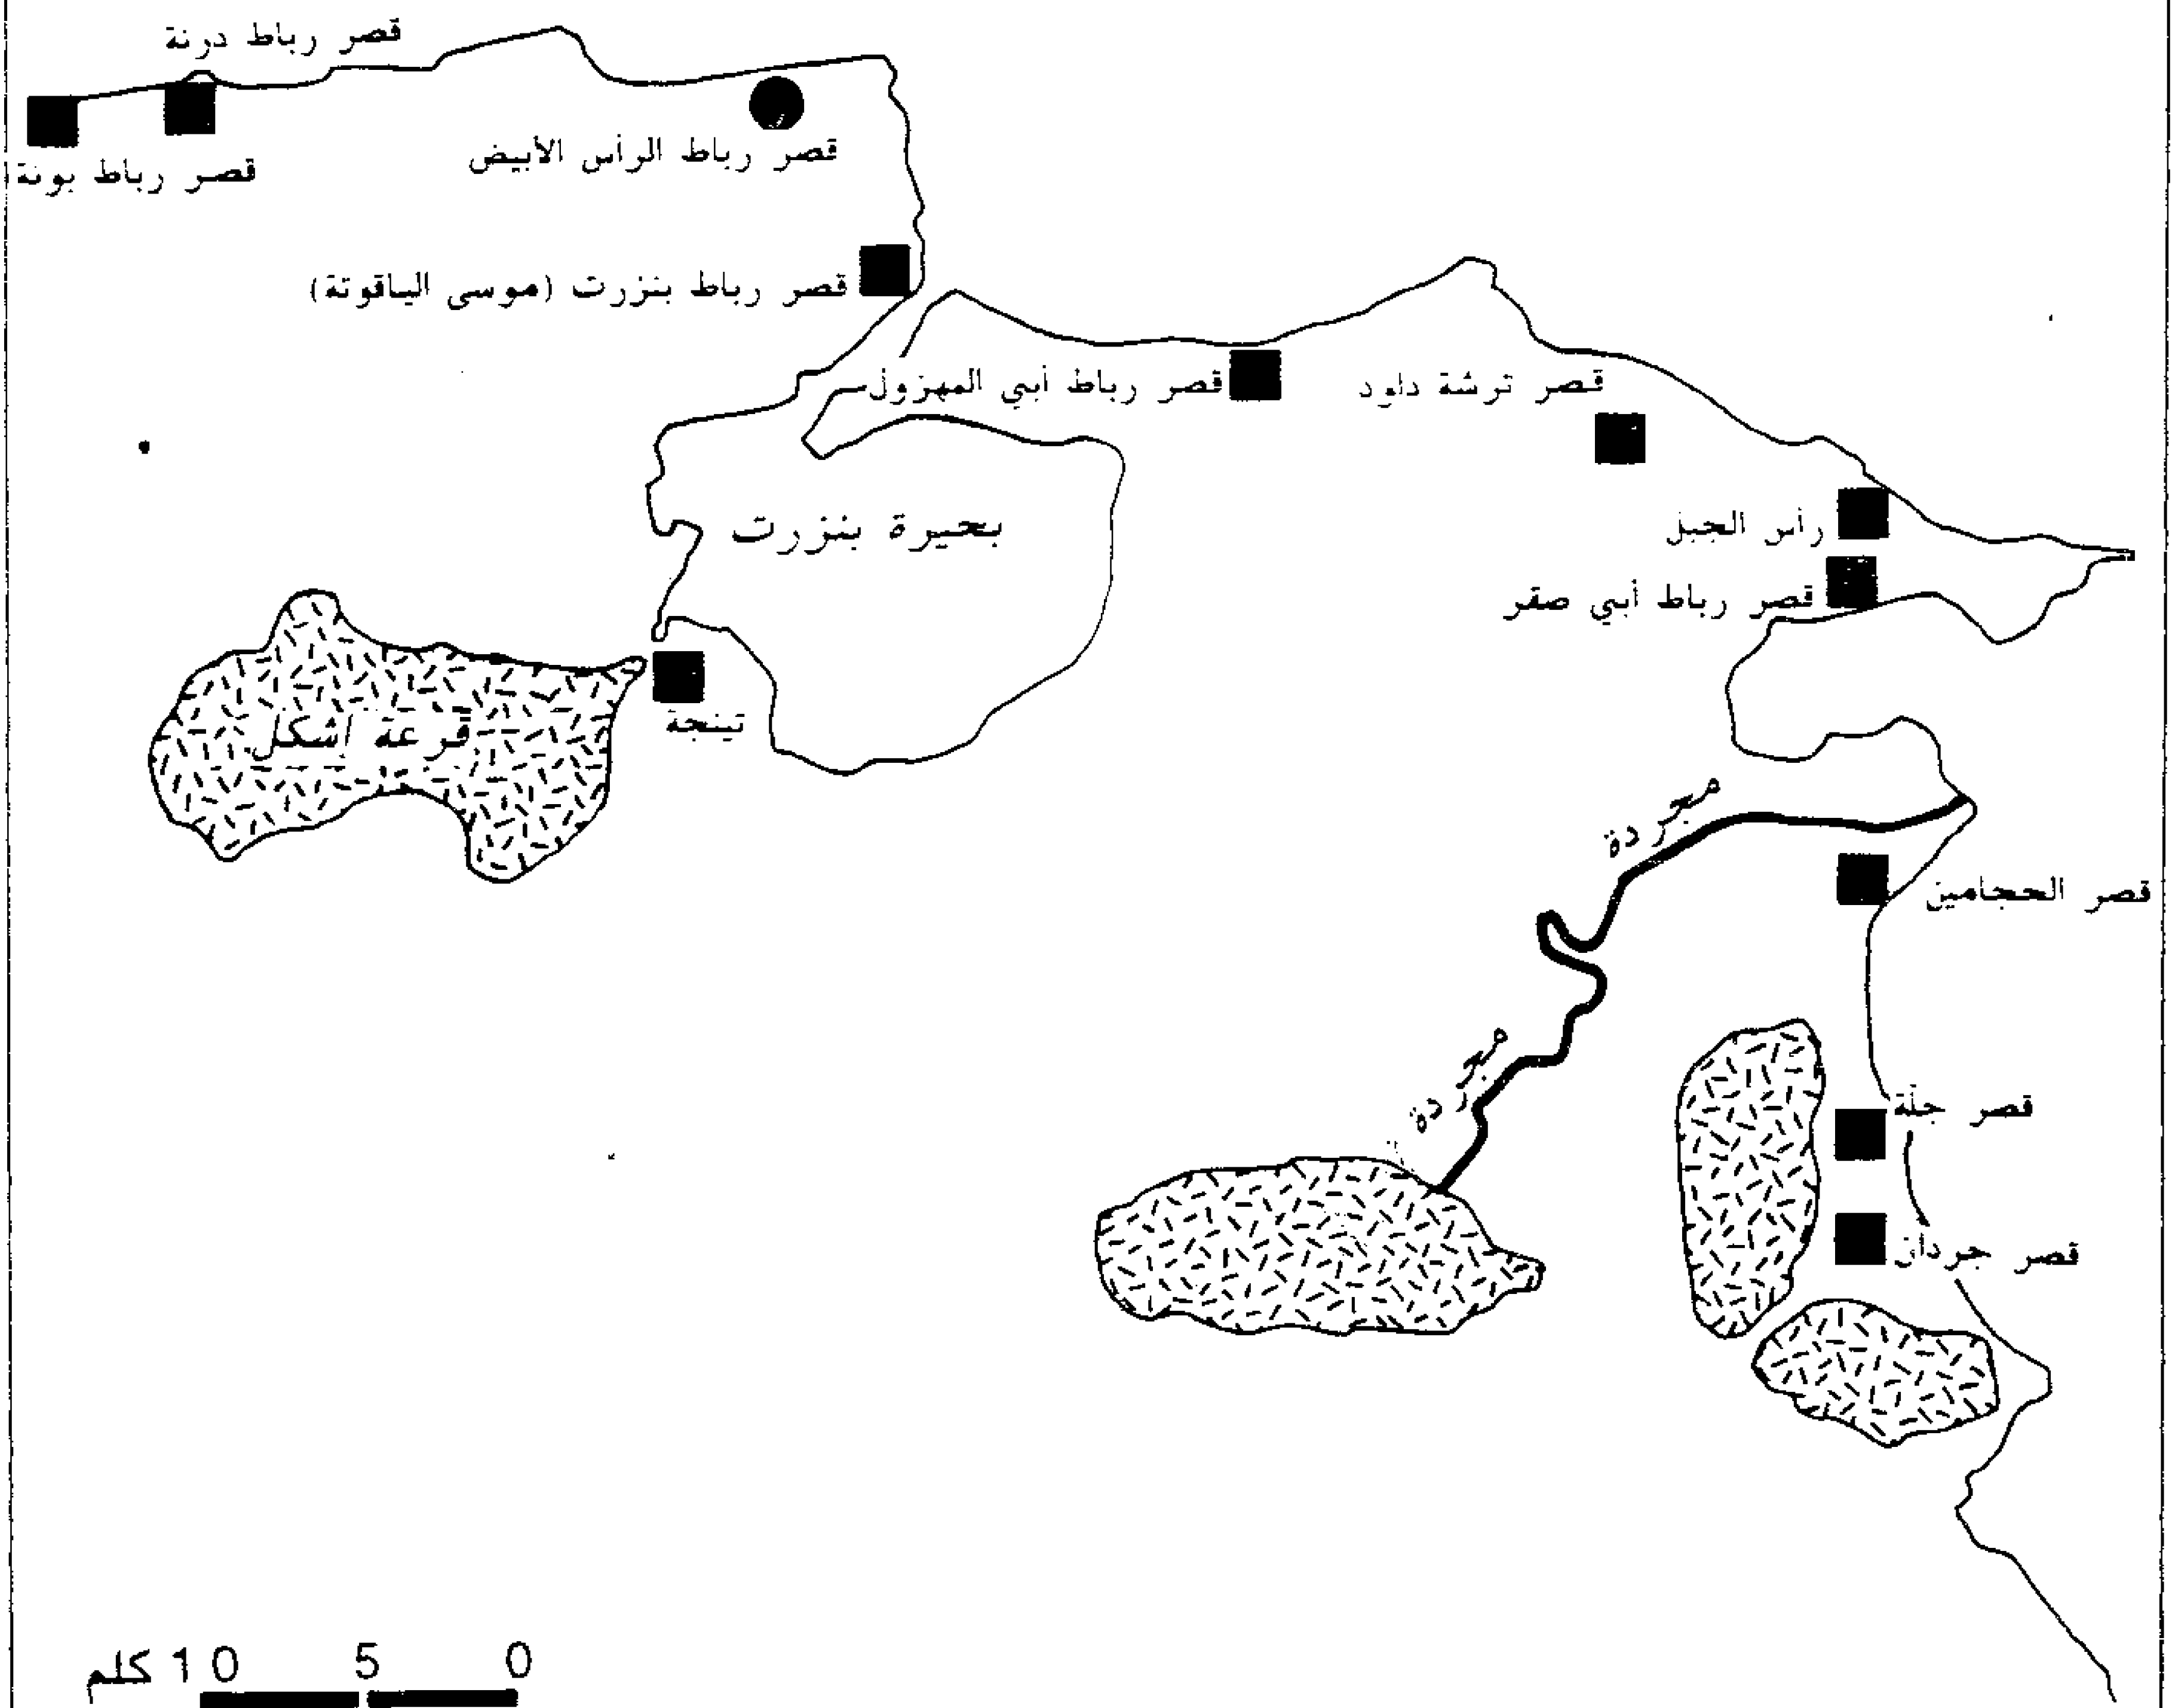 قصر رباط درنة
قصر رباط الرأس الأبيض
قصر رباط بونة
قصر رباط بنزرت (موسى الياقوتة)
قصر ترشة داود
قصر رباط أبي المهزول
رأس الجبل
بحيرة بنزرت
قصر رباط أبي صقر
تينجة
قرعة إشكل
مجردة
قصر الحجامين
مجردة
قصر جلّة
قصر جردان
0 5 10 كلم